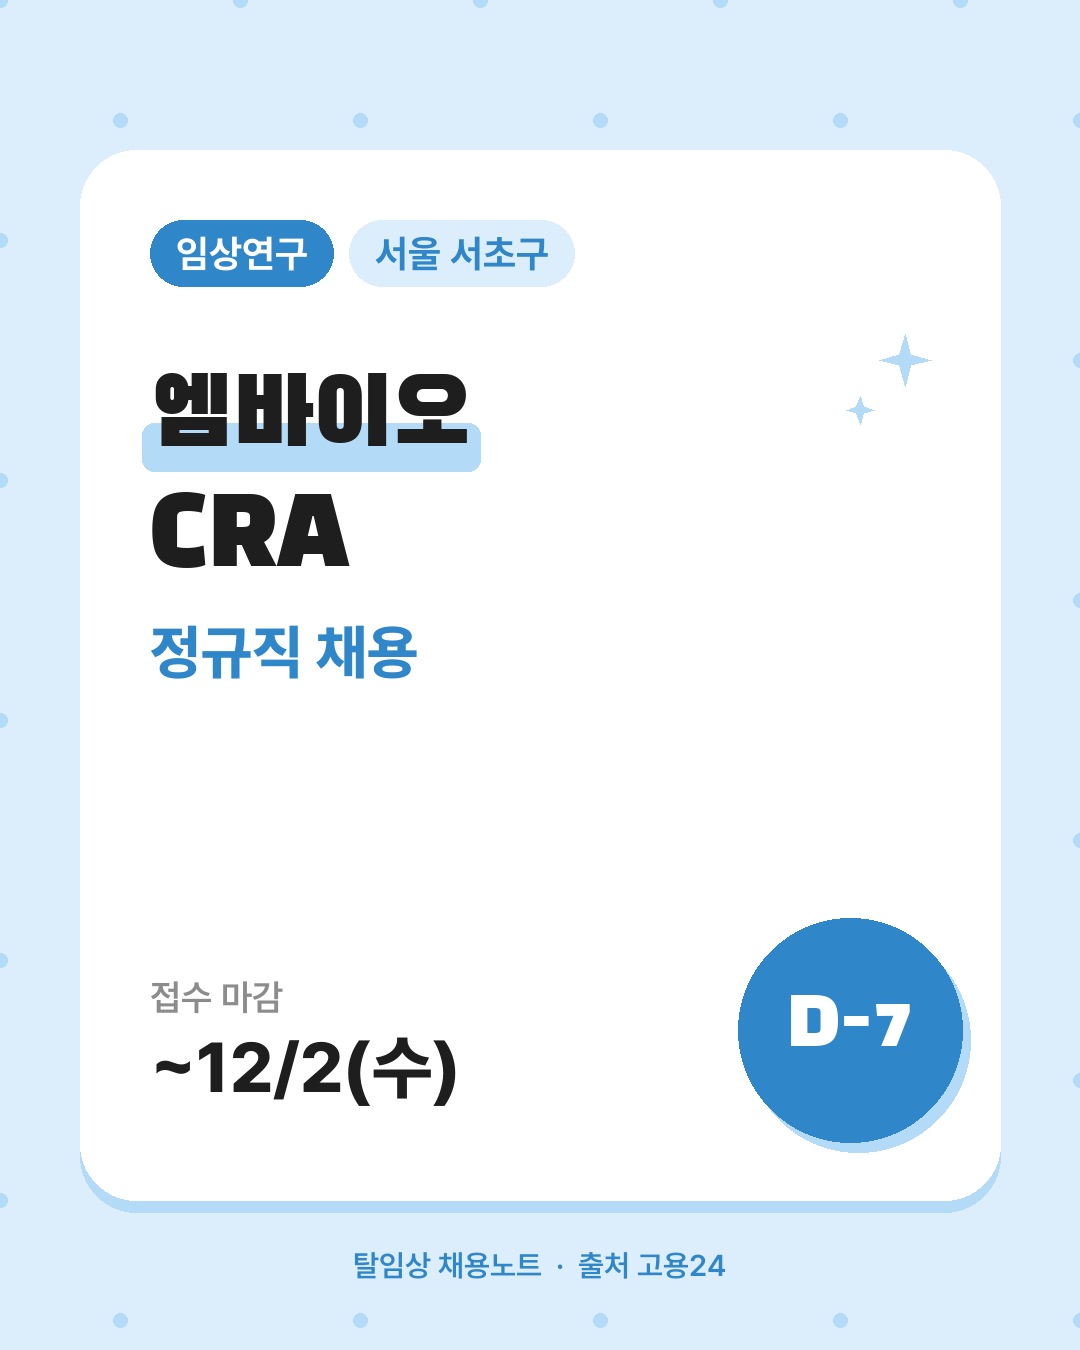 임상연구 서울 서초구
엠바이오
CRA
정규직 채용
접수 마감
~12/2(수)
D-7
탈임상 채용노트 · 출처 고용24